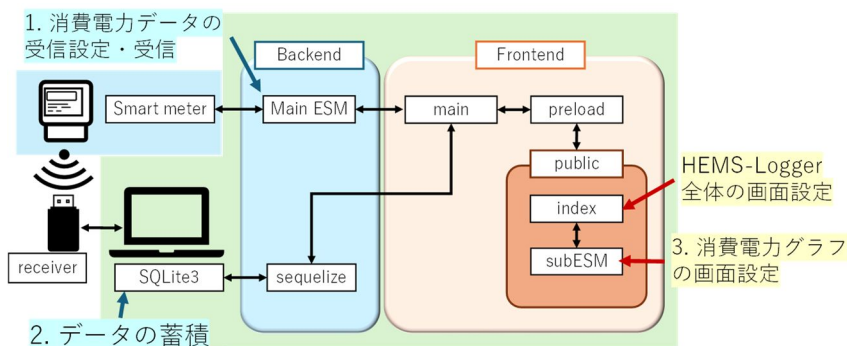 1. 消費電力データの
受信設定・受信
Backend
Frontend
Smart meter
Main ESM
main
preload
public
HEMS-Logger
全体の画面設定
index
receiver
SQLite3
sequelize
subESM
3. 消費電力グラフ
の画面設定
2. データの蓄積